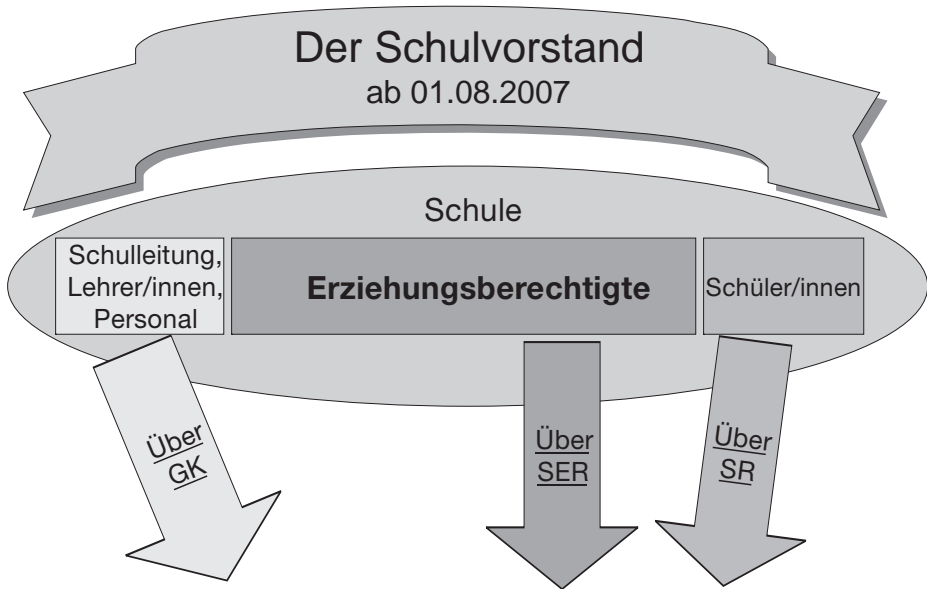 Der Schulvorstand
ab 01.08.2007
Schule
Schulleitung,
Lehrer/innen,
Personal
Erziehungsberechtigte
Schüler/innen
Über
GK
Über
SER
Über
SR